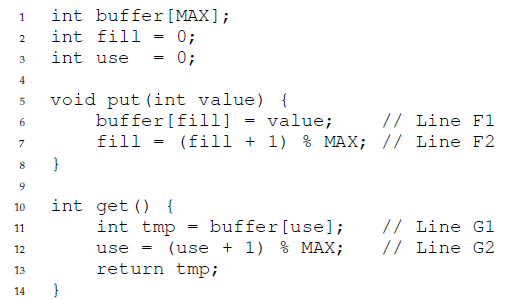 1 int buffer[MAX];
2 int fill = 0;
3 int use  = 0;
4
5 void put(int value) {
6     buffer[fill] = value;    // Line F1
7     fill = (fill + 1) % MAX; // Line F2
8 }
9
10 int get() {
11     int tmp = buffer[use];   // Line G1
12     use = (use + 1) % MAX;   // Line G2
13     return tmp;
14 }